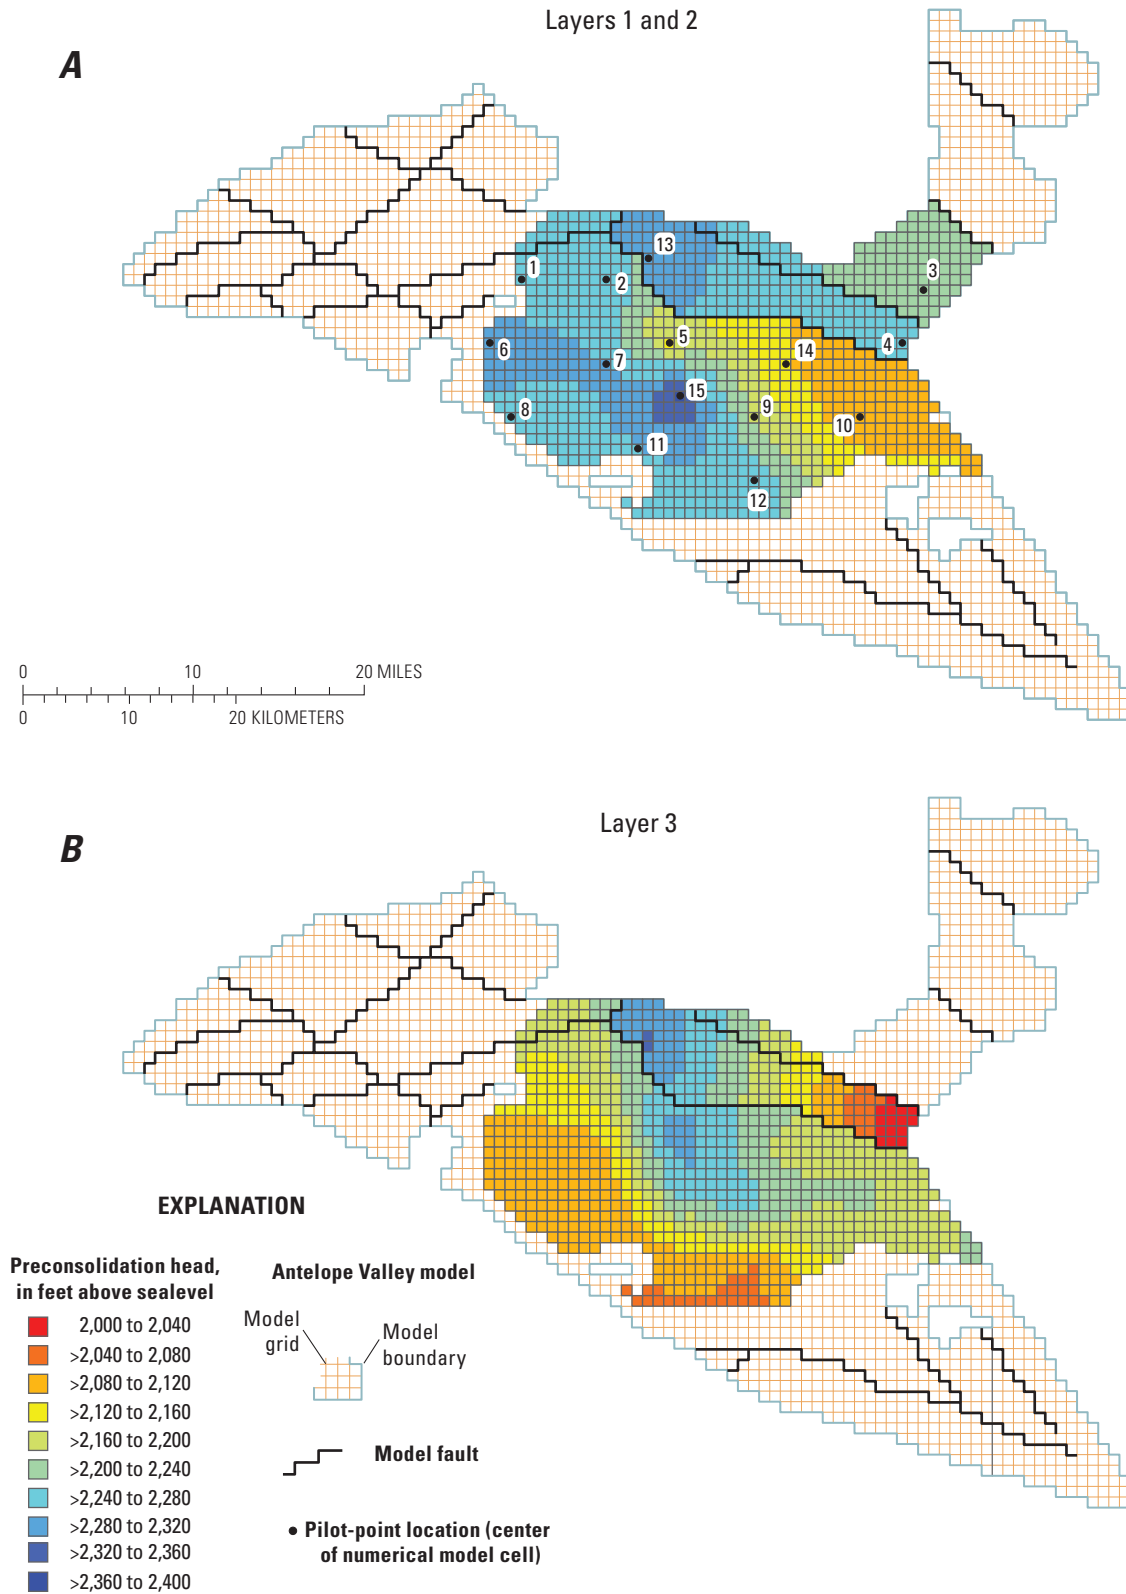 Layers 1 and 2
A
13
1
2
3
4
5
6
7
14
15
8
9
10
11
12
0 10 20 MILES
0 10 20 KILOMETERS
Layer 3
B
EXPLANATION
Preconsolidation head,
in feet above sealevel
2,000 to 2,040
>2,040 to 2,080
>2,080 to 2,120
>2,120 to 2,160
>2,160 to 2,200
>2,200 to 2,240
>2,240 to 2,280
>2,280 to 2,320
>2,320 to 2,360
>2,360 to 2,400
Antelope Valley model
Model
grid
Model
boundary
Model fault
Pilot-point location (center
of numerical model cell)